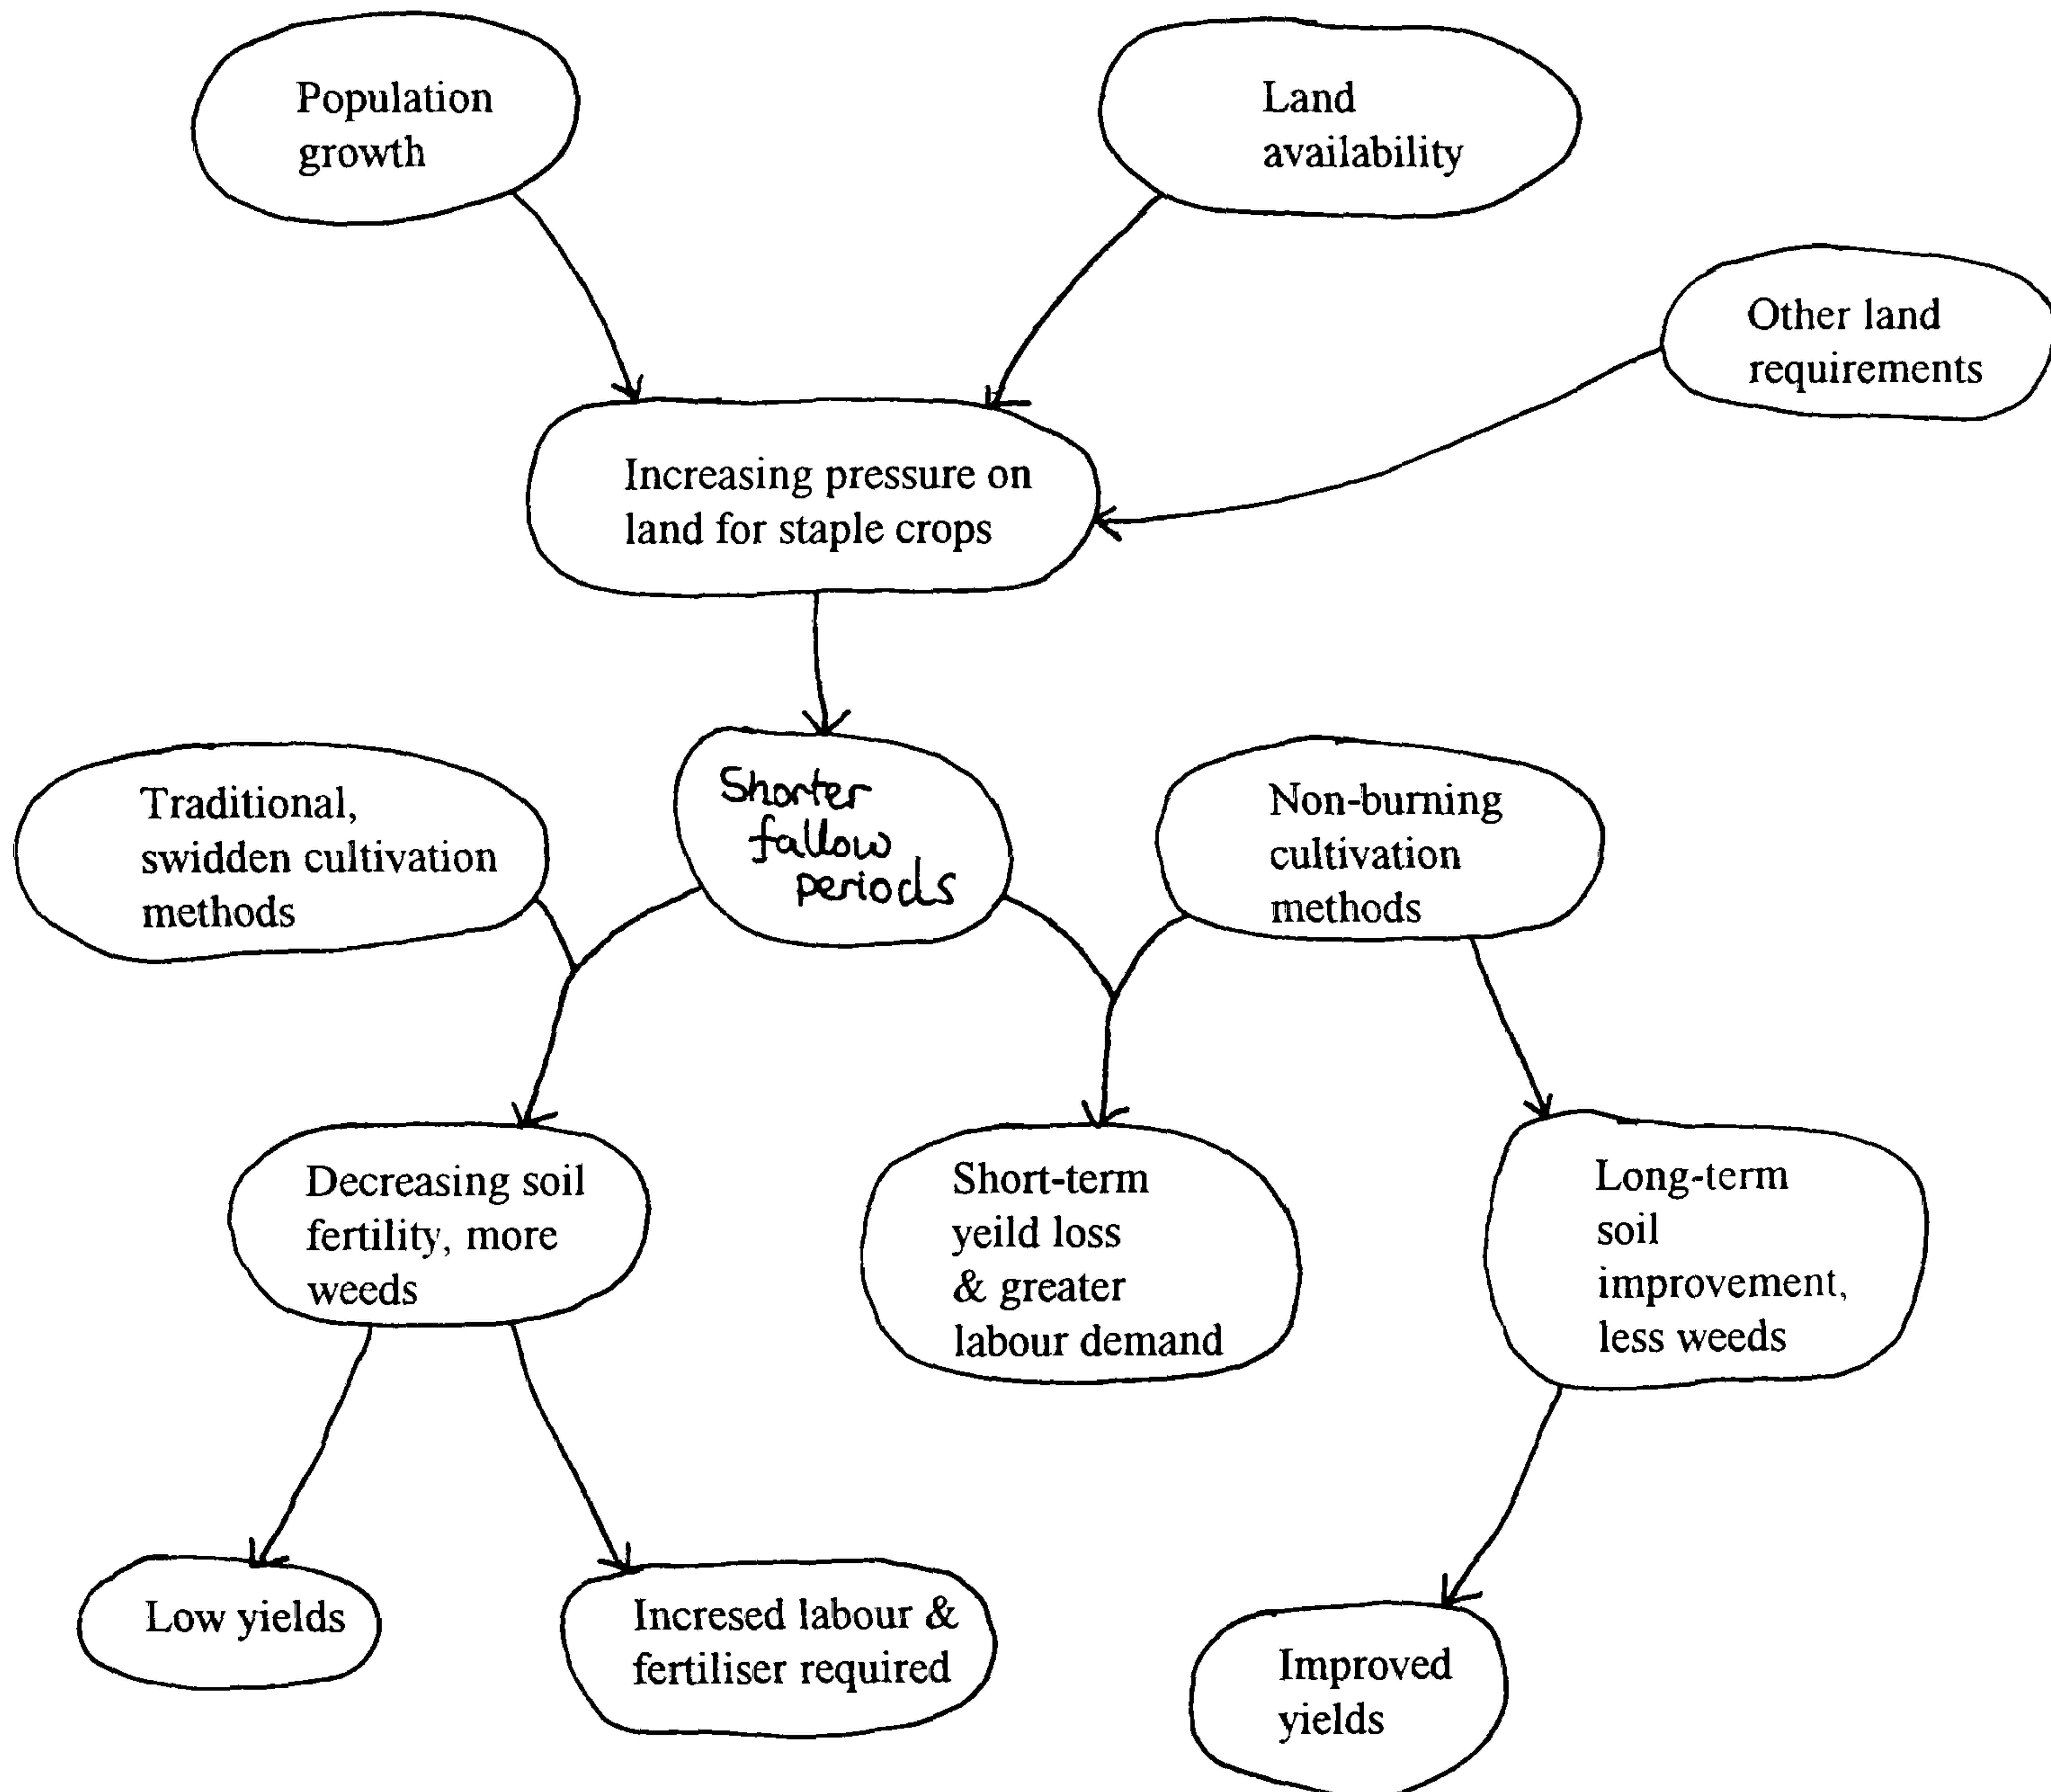 Population
growth
Land
availability
Other land
requirements
Increasing pressure on
land for staple crops
Traditional,
swidden cultivation
methods
Shorter
fallow
periods
Non-burning
cultivation
methods
Decreasing soil
fertility, more
weeds
Short-term
yeild loss
& greater
labour demand
Long-term
soil
improvement,
less weeds
Low yields
Incresed labour &
fertiliser required
Improved
yields